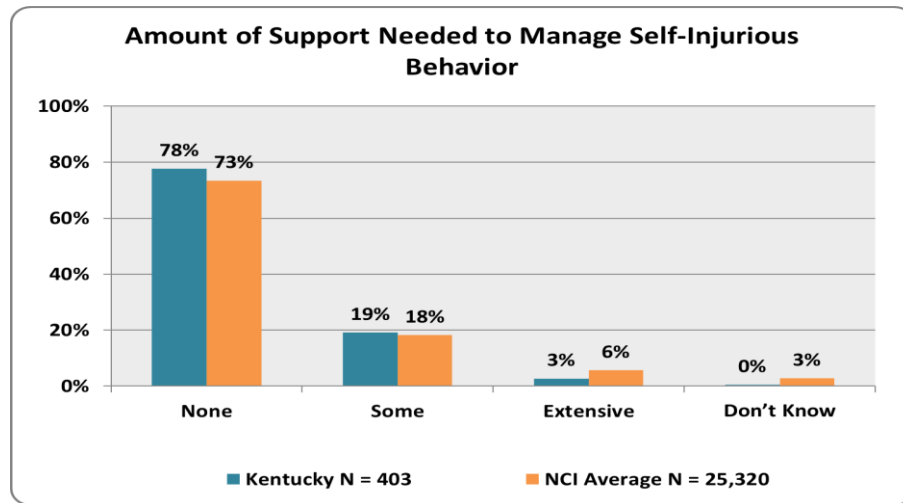 Amount of Support Needed to Manage Self-Injurious
Behavior
100%
80%
60%
40%
20%
0%
78%
73%
19%
18%
3%
6%
0%
3%
None
Some
Extensive
Don’t Know
Kentucky N = 403
NCI Average N = 25,320